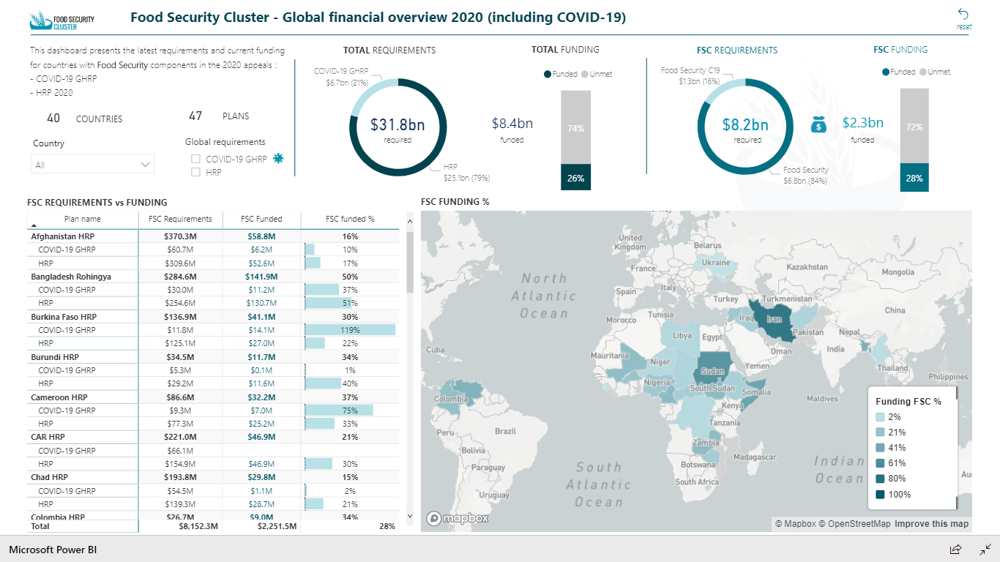 FOOD SECURITY
CLUSTER
Food Security Cluster - Global financial overview 2020 (including COVID-19)
reset
This dashboard presents the latest requirements and current funding
for countries with Food Security components in the 2020 appeals :
- COVID-19 GHRP
- HRP 2020
40 COUNTRIES
47 PLANS
Country
All
Global requirements
COVID-19 GHRP
HRP
TOTAL REQUIREMENTS
COVID-19 GHRP
$6.7bn (21%)
$31.8bn
required
HRP
$25.1bn (79%)
TOTAL FUNDING
Funded Unmet
$8.4bn
funded
74%
26%
FSC REQUIREMENTS
Food Security C19
$1.3bn (16%)
$8.2bn
required
Food Security
$6.8bn (84%)
FSC FUNDING
Funded Unmet
$
$2.3bn
funded
72%
28%
FSC REQUIREMENTS vs FUNDING
Plan name FSC Requirements FSC Funded FSC funded %
Afghanistan HRP $370.3M $58.8M 16%
COVID-19 GHRP $60.7M $6.2M 10%
HRP $309.6M $52.6M 17%
Bangladesh Rohingya $284.6M $141.9M 50%
COVID-19 GHRP $30.0M $11.2M 37%
HRP $254.6M $130.7M 51%
Burkina Faso HRP $136.9M $41.1M 30%
COVID-19 GHRP $11.8M $14.1M 119%
HRP $125.1M $27.0M 22%
Burundi HRP $34.5M $11.7M 34%
COVID-19 GHRP $5.3M $0.1M 1%
HRP $29.2M $11.6M 40%
Cameroon HRP $86.6M $32.2M 37%
COVID-19 GHRP $9.3M $7.0M 75%
HRP $77.3M $25.2M 33%
CAR HRP $221.0M $46.9M 21%
COVID-19 GHRP $66.1M
HRP $154.9M $46.9M 30%
Chad HRP $193.8M $29.8M 15%
COVID-19 GHRP $54.5M $1.1M 2%
HRP $139.3M $28.7M 21%
Colombia HRP $26.7M $9.0M 34%
Total $8,152.3M $2,251.5M 28%
FSC FUNDING %
United
Kingdom
Belarus
Ukraine
France
Kazakhstan
Mongolia
North
Atlantic
Ocean
Spain
Italy
Turkey
Turkmenistan
China
Morocco
Tunisia
Iraq
Iran
Pakistan
Nepal
Libya
Egypt
Oman
India
Cuba
Mauritania
Niger
Sudan
Yemen
Thailand
Philippines
Nigeria
South Sudan
Somalia
Colombia
Kenya
Maldives
Tanzania
Peru
Brazil
Zambia
Bolivia
Madagascar
Paraguay
Botswana
South
Atlantic
Ocean
Indian
Ocean
South Africa
Uruguay
Au
Funding FSC %
2%
21%
41%
61%
80%
100%
mapbox
© Mapbox © OpenStreetMap Improve this map
Microsoft Power BI